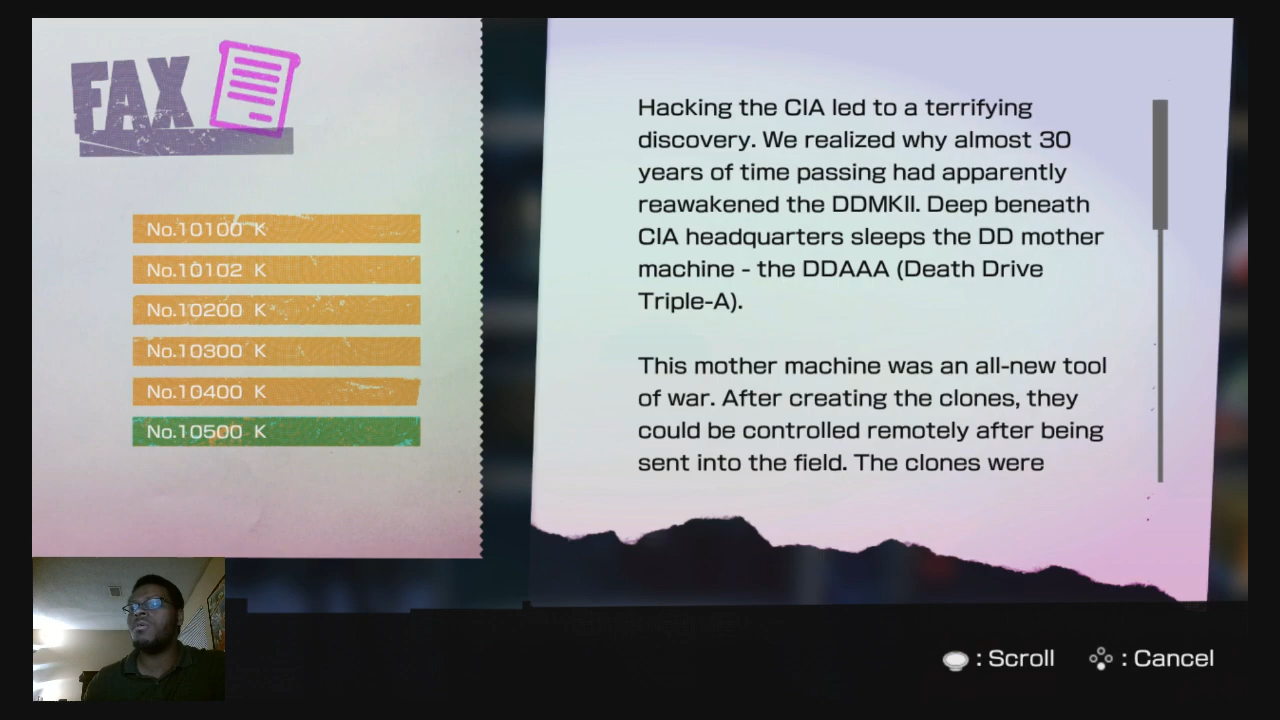 FAX
No.10100 K
No.10102 K
No.10200 K
No.10300 K
No.10400 K
No.10500 K
Hacking the CIA led to a terrifying
discovery. We realized why almost 30
years of time passing had apparently
reawakened the DDMKII. Deep beneath
CIA headquarters sleeps the DD mother
machine - the DDAAA (Death Drive
Triple-A).
This mother machine was an all-new tool
of war. After creating the clones, they
could be controlled remotely after being
sent into the field. The clones were
: Scroll
: Cancel